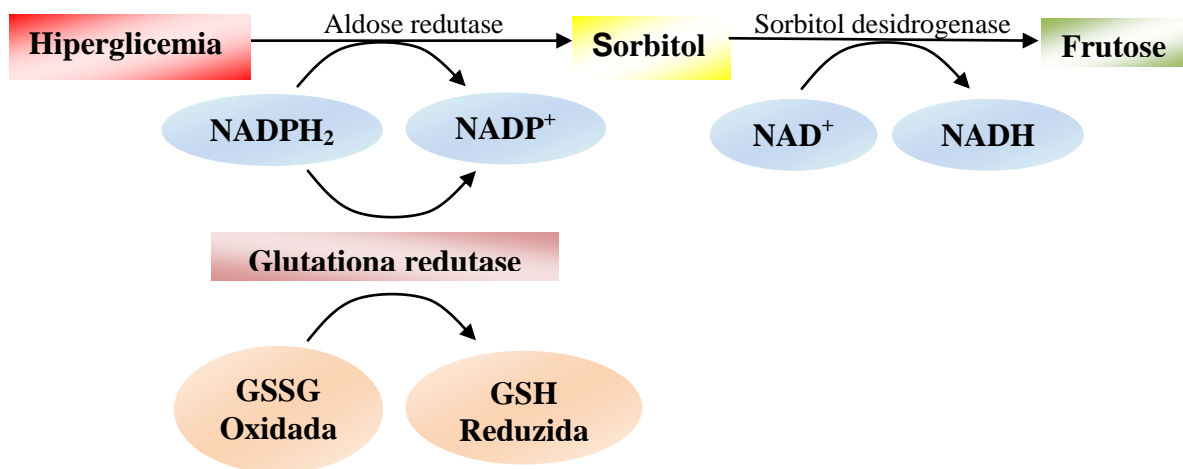 Aldose redutase
Sorbitol desidrogenase
Hiperglicemia
Sorbitol
Frutose
NADPH₂
NADP⁺
NAD⁺
NADH
Glutationa redutase
GSSG
Oxidada
GSH
Reduzida